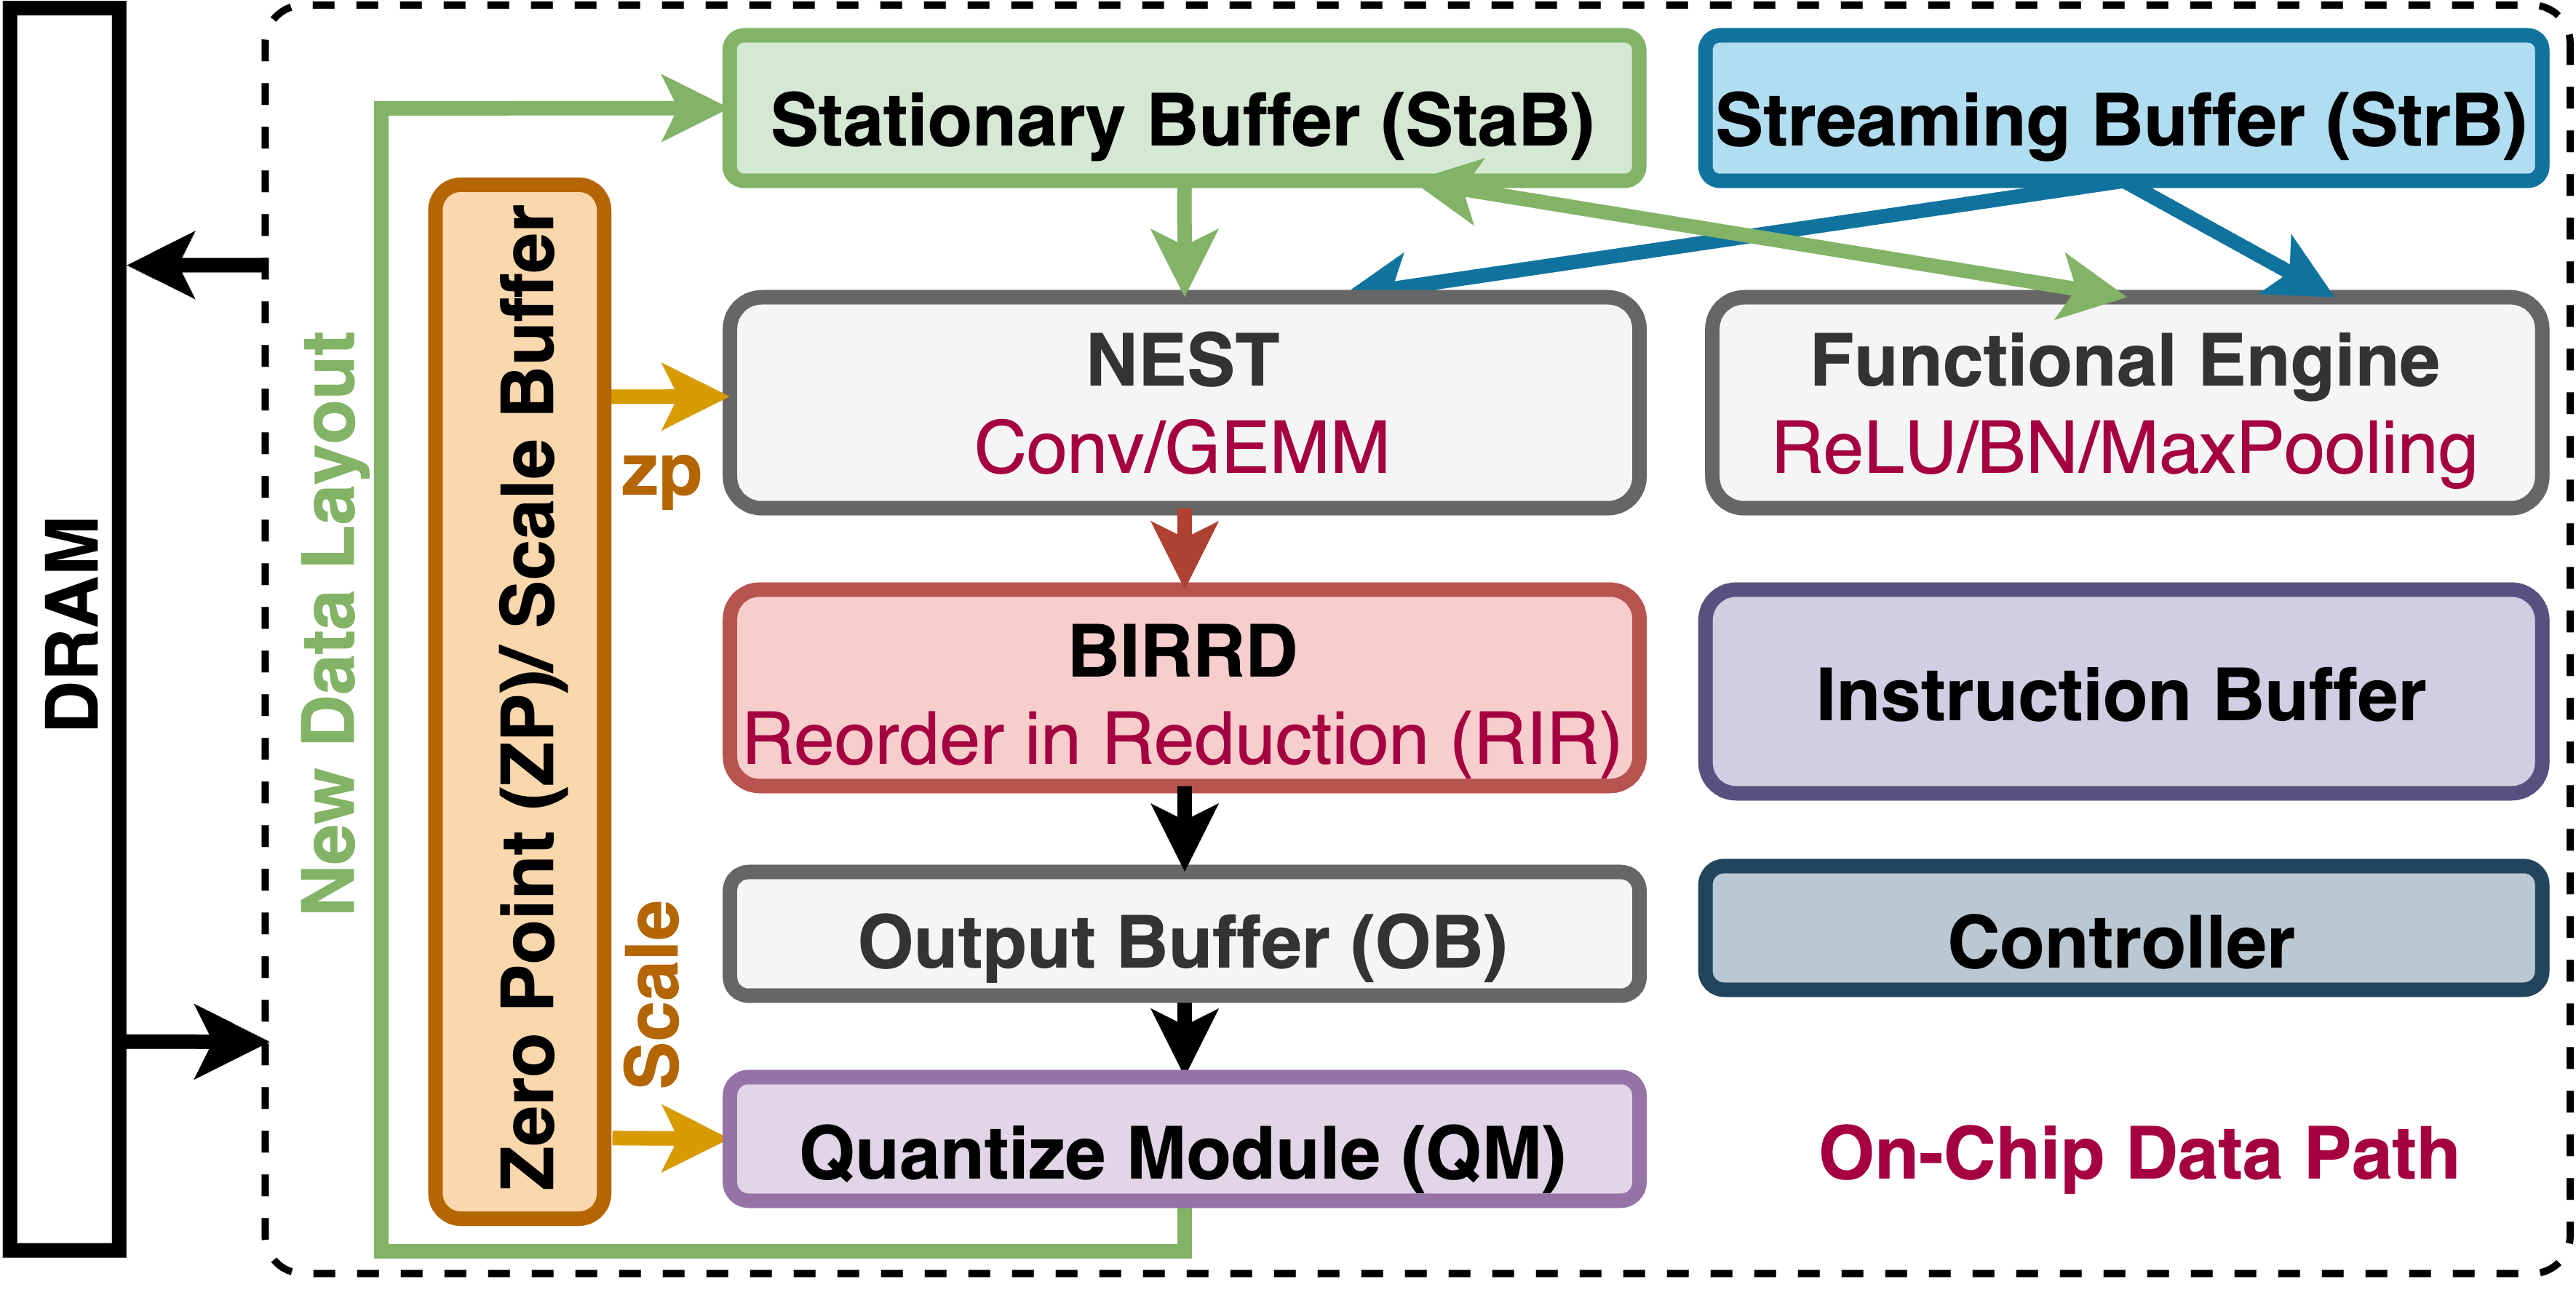 DRAM
New Data Layout
Zero Point (ZP)/ Scale Buffer
zp
Scale
Stationary Buffer (StaB)
Streaming Buffer (StrB)
NEST
Conv/GEMM
Functional Engine
ReLU/BN/MaxPooling
BIRRD
Reorder in Reduction (RIR)
Instruction Buffer
Output Buffer (OB)
Controller
Quantize Module (QM)
On-Chip Data Path